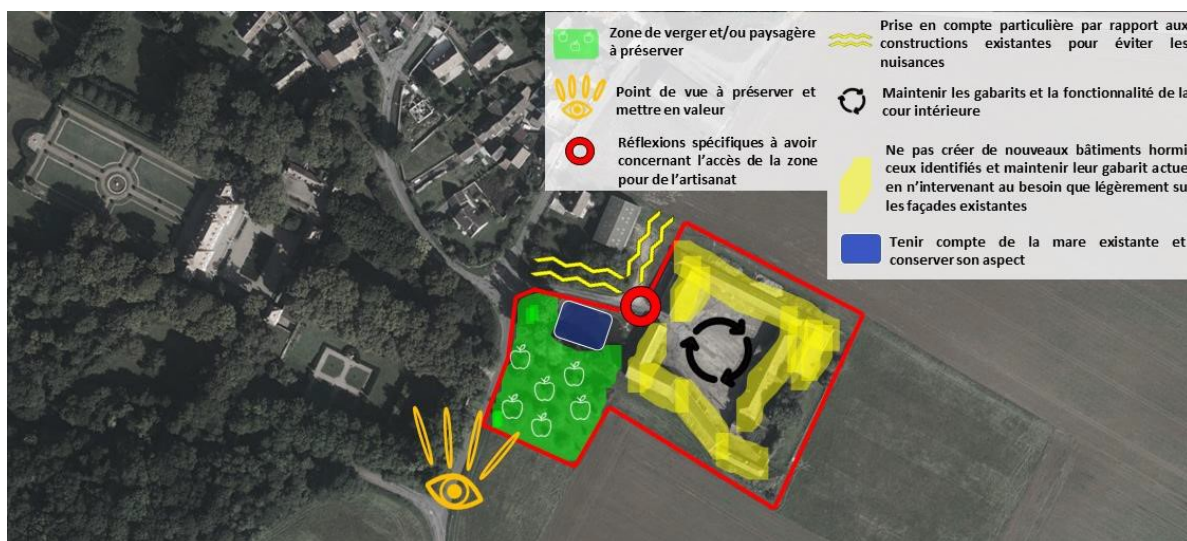 Zone de verger et/ou paysagère
à préserver
Point de vue à préserver et
mettre en valeur
Réflexions spécifiques à avoir
concernant l'accès de la zone
pour de l'artisanat
Prise en compte particulière par rapport aux
constructions existantes pour éviter les
nuisances
Maintenir les gabarits et la fonctionnalité de la
cour intérieure
Ne pas créer de nouveaux bâtiments hormi
ceux identifiés et maintenir leur gabarit actue
en n'intervenant au besoin que légèrement su
les façades existantes
Tenir compte de la mare existante et
conserver son aspect